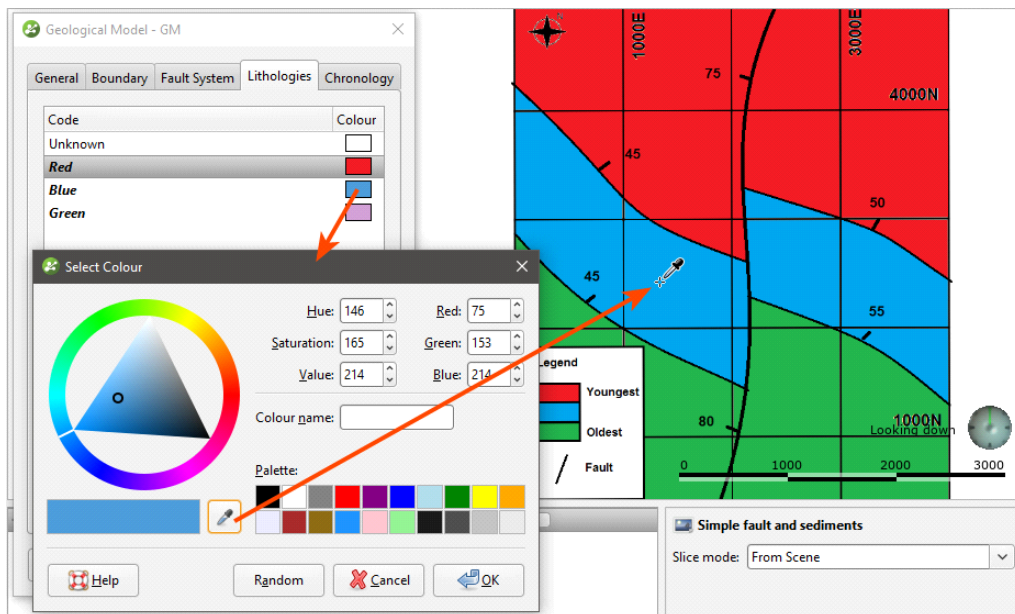 Geological Model - GM
General Boundary Fault System Lithologies Chronology
Code Colour
Unknown
Red
Blue
Green
Select Colour
Hue: 146 Red: 75
Saturation: 165 Green: 153
Value: 214 Blue: 214
Colour name:
Palette:
Help Random Cancel OK
1000E 3000E
75
4000N
45
50
45
55
Legend
Youngest
Oldest
80
1000N
Looking down
Fault
0 1000 2000 3000
Simple fault and sediments
Slice mode: From Scene